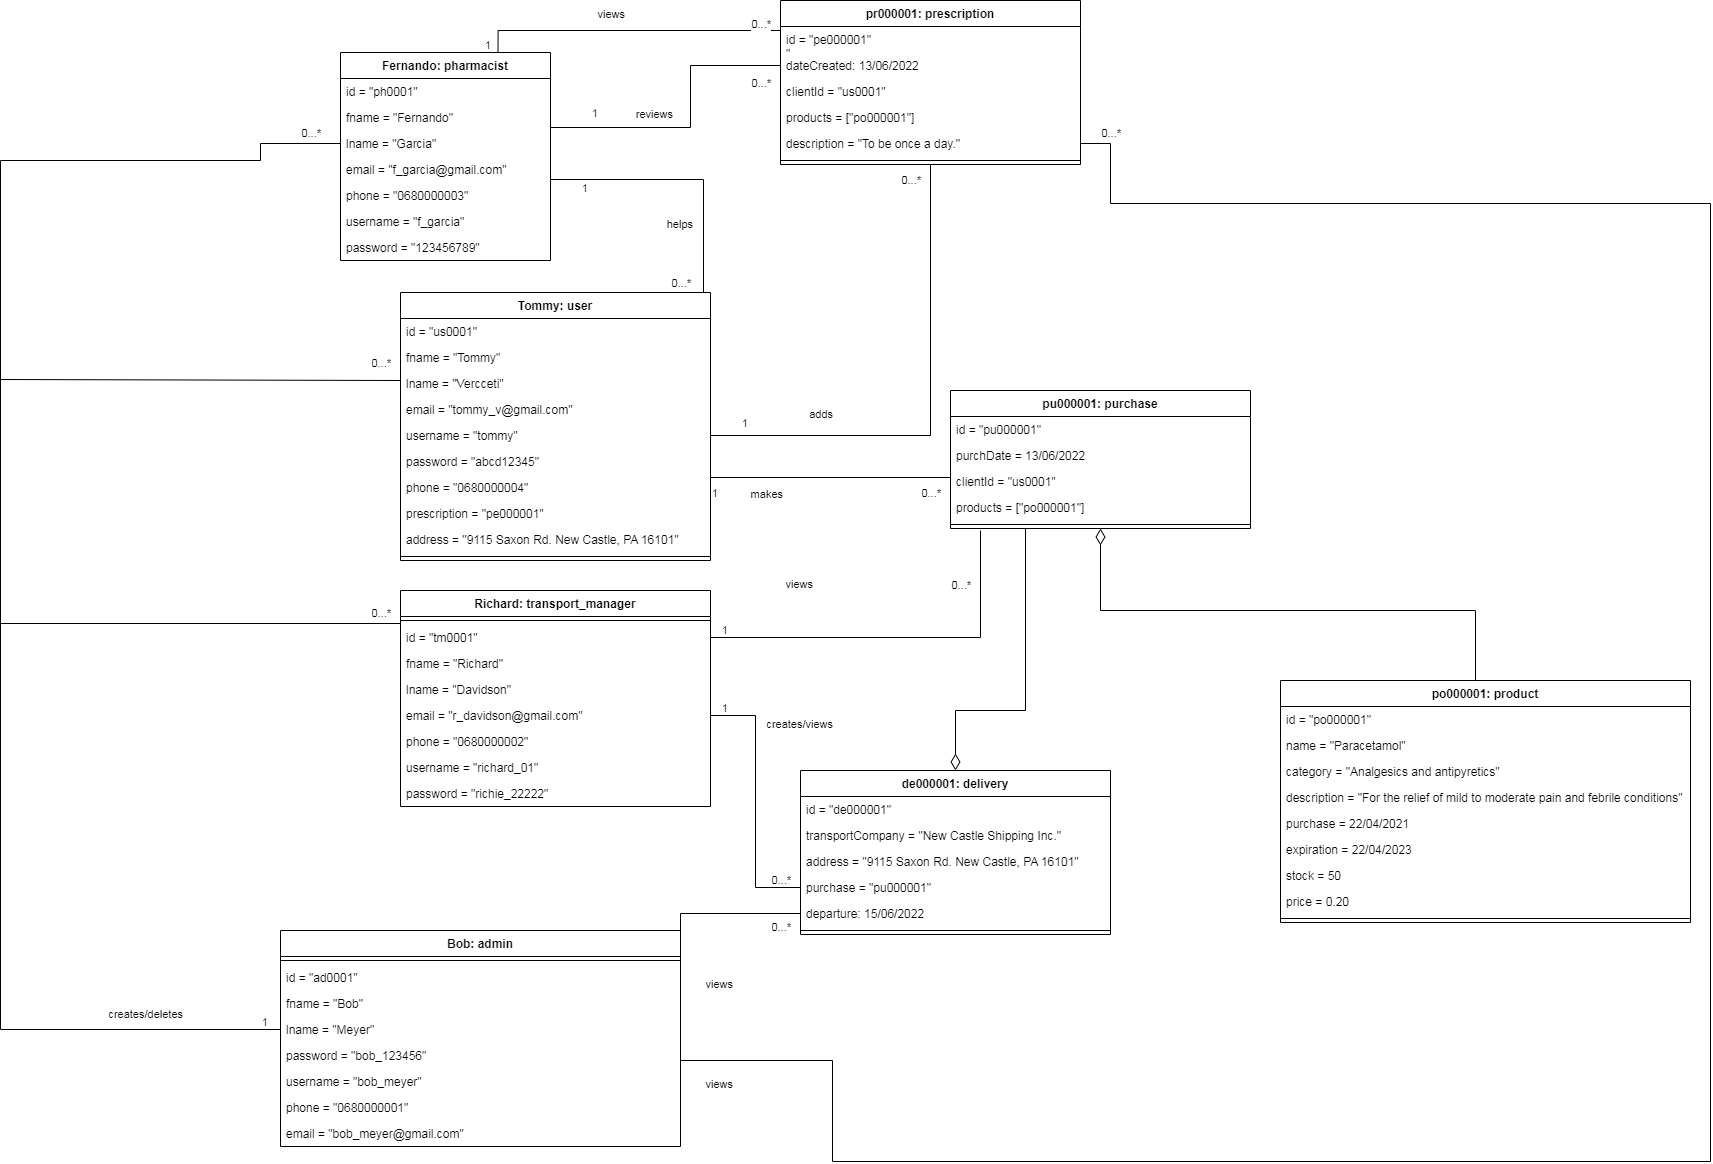 views
0...*
1
pr000001: prescription
id = "pe000001"
"
dateCreated: 13/06/2022
clientId = "us0001"
products = ["po000001"]
description = "To be once a day."
Fernando: pharmacist
id = "ph0001"
fname = "Fernando"
lname = "Garcia"
email = "f_garcia@gmail.com"
phone = "0680000003"
username = "f_garcia"
password = "123456789"
0...*
1
reviews
0...*
0...*
0...*
1
helps
0...*
Tommy: user
id = "us0001"
fname = "Tommy"
lname = "Vercceti"
email = "tommy_v@gmail.com"
username = "tommy"
password = "abcd12345"
phone = "0680000004"
prescription = "pe000001"
address = "9115 Saxon Rd. New Castle, PA 16101"
0...*
1
adds
1
makes
0...*
pu000001: purchase
id = "pu000001"
purchDate = 13/06/2022
clientId = "us0001"
products = ["po000001"]
views
0...*
1
0...*
Richard: transport_manager
id = "tm0001"
fname = "Richard"
lname = "Davidson"
email = "r_davidson@gmail.com"
phone = "0680000002"
username = "richard_01"
password = "richie_22222"
1
creates/views
0...*
po000001: product
id = "po000001"
name = "Paracetamol"
category = "Analgesics and antipyretics"
description = "For the relief of mild to moderate pain and febrile conditions"
purchase = 22/04/2021
expiration = 22/04/2023
stock = 50
price = 0.20
de000001: delivery
id = "de000001"
transportCompany = "New Castle Shipping Inc."
address = "9115 Saxon Rd. New Castle, PA 16101"
purchase = "pu000001"
departure: 15/06/2022
0...*
Bob: admin
id = "ad0001"
fname = "Bob"
lname = "Meyer"
password = "bob_123456"
username = "bob_meyer"
phone = "0680000001"
email = "bob_meyer@gmail.com"
creates/deletes
1
views
views